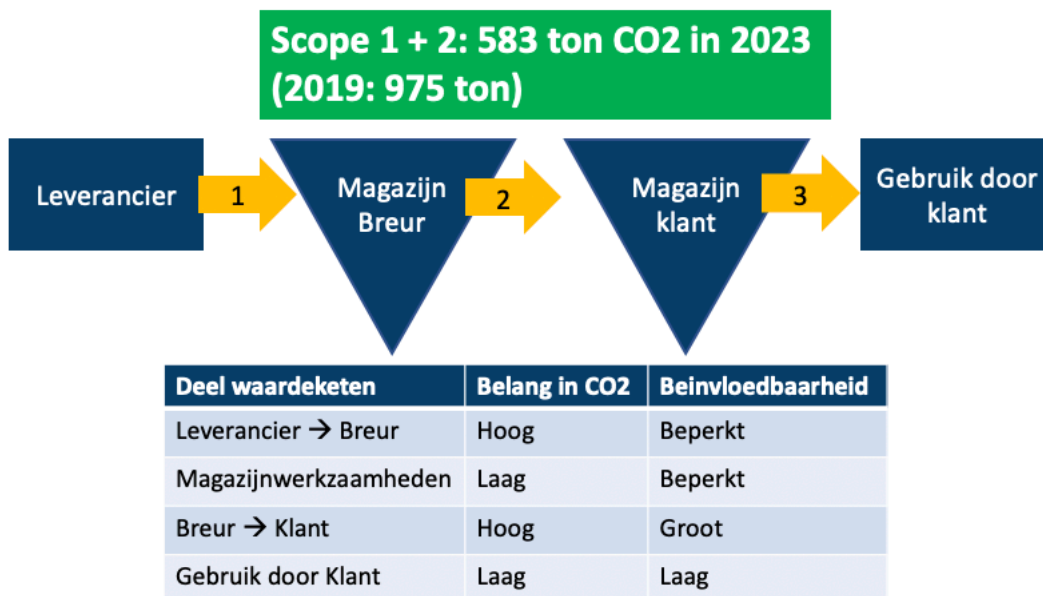 Scope 1 + 2: 583 ton CO2 in 2023
(2019: 975 ton)
Leverancier
1
Magazijn
Breur
2
Magazijn
klant
3
Gebruik door
klant
Deel waardeketen Belang in CO2 Beinvloedbaarheid
Leverancier → Breur Hoog Beperkt
Magazijnwerkzaamheden Laag Beperkt
Breur → Klant Hoog Groot
Gebruik door Klant Laag Laag